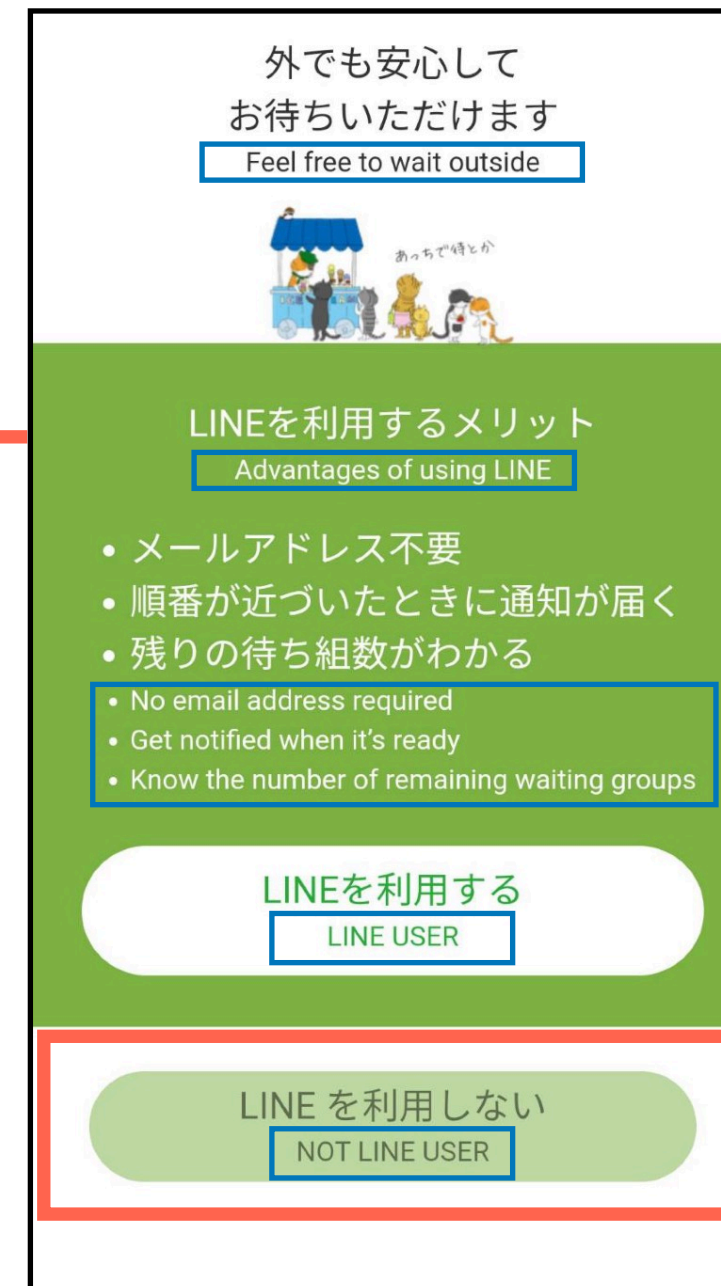 外でも安心して
お待ちいただけます
Feel free to wait outside
あっちで待とか
LINEを利用するメリット
Advantages of using LINE
• メールアドレス不要
• 順番が近づいたときに通知が届く
• 残りの待ち組数がわかる
• No email address required
• Get notified when it's ready
• Know the number of remaining waiting groups
LINEを利用する
LINE USER
LINE を利用しない
NOT LINE USER